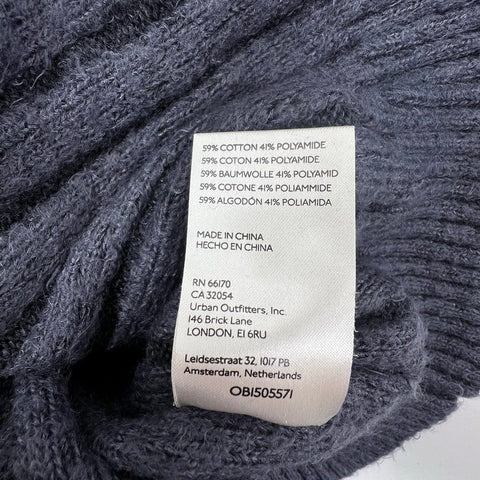 59% COTTON 41% POLYAMIDE
59% COTON 41% POLYAMIDE
59% BAUMWOLLE 41% POLYAMID
59% COTONE 41% POLIAMMIDE
59% ALGODÓN 41% POLIAMIDA
MADE IN CHINA
HECHO EN CHINA
RN 66170
CA 32054
Urban Outfitters, Inc.
146 Brick Lane
LONDON, E1 6RU
Leidsestraat 32, 1017 PB
Amsterdam, Netherlands
OB1505571